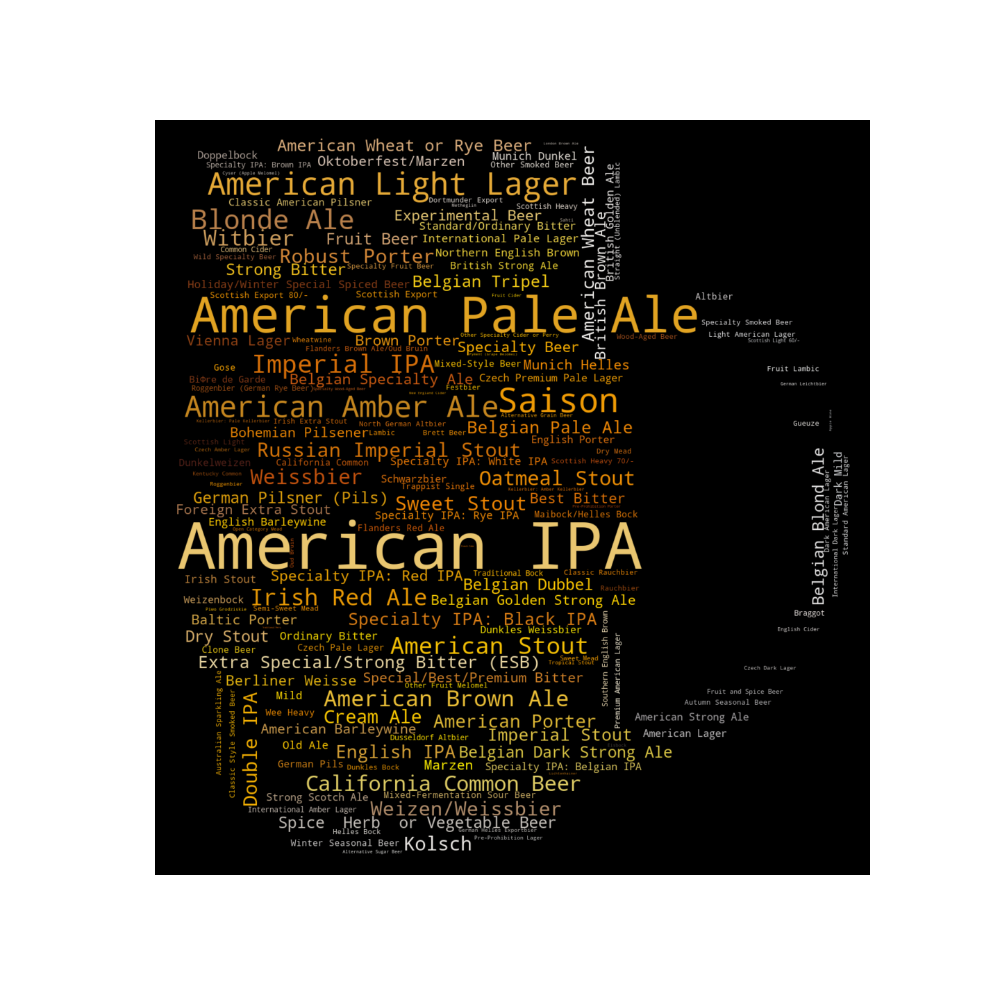 American Wheat or Rye Beer
London Brown Ale
Doppelbock
Munich Dunkel
Oktoberfest/Marzen
Specialty IPA: Brown IPA
Other Smoked Beer
Cyser (Apple Melomel)
American Light Lager
American Wheat Beer
British Golden Ale
Straight (Unblended) Lambic
British Brown Ale
Classic American Pilsner
Dortmunder Export
Metheglin
Scottish Heavy
Blonde Ale
Experimental Beer
Sahti
Standard/Ordinary Bitter
Witbier
Fruit Beer
International Pale Lager
Common Cider
Wild Specialty Beer
Robust Porter
Northern English Brown
Strong Bitter
Specialty Fruit Beer
British Strong Ale
Holiday/Winter Special Spiced Beer
Belgian Tripel
Scottish Export 80/-
Scottish Export
Fruit Cider
American Pale Ale
Altbier
Specialty Smoked Beer
Light American Lager
Scottish Light 60/-
Vienna Lager
Wheatwine
Brown Porter
Other Specialty Cider or Perry
Wood-Aged Beer
Flanders Brown Ale/Oud Bruin
Specialty Beer
Pyment (Grape Melomel)
Imperial IPA
Gose
Mixed-Style Beer
Munich Helles
Fruit Lambic
BiФre de Garde
Belgian Specialty Ale
Czech Premium Pale Lager
German Leichtbier
Roggenbier (German Rye Beer)
Specialty Wood-Aged Beer
Festbier
New England Cider
American Amber Ale
Saison
Alternative Grain Beer
Apple Wine
Gueuze
Kellerbier: Pale Kellerbier
Irish Extra Stout
North German Altbier
Belgian Pale Ale
Bohemian Pilsener
Lambic
Brett Beer
English Porter
Scottish Light
Czech Amber Lager
Russian Imperial Stout
Dry Mead
Dunkelweizen
California Common
Specialty IPA: White IPA
Scottish Heavy 70/-
Kentucky Common
Weissbier
Schwarzbier
Oatmeal Stout
Roggenbier
Trappist Single
Kellerbier: Amber Kellerbier
German Pilsner (Pils)
Sweet Stout
Best Bitter
Pre-Prohibition Porter
Foreign Extra Stout
Specialty IPA: Rye IPA
Maibock/Helles Bock
English Barleywine
Open Category Mead
Flanders Red Ale
Belgian Blond Ale
Dark American Lager
International Dark Lager
Dark Mild
Standard American Lager
American IPA
Oud Bruin
Irish Stout
Specialty IPA: Red IPA
Traditional Bock
Classic Rauchbier
Belgian Dubbel
Rauchbier
Weizenbock
Irish Red Ale
Belgian Golden Strong Ale
Piwo Grodziskie
Semi-Sweet Mead
Baltic Porter
Specialty IPA: Black IPA
Braggot
English Cider
Dry Stout
Ordinary Bitter
Dunkles Weissbier
Southern English Brown
Premium American Lager
Clone Beer
Czech Pale Lager
American Stout
Extra Special/Strong Bitter (ESB)
Sweet Mead
Tropical Stout
Czech Dark Lager
Australian Sparkling Ale
Classic Style Smoked Beer
Double IPA
Berliner Weisse
Special/Best/Premium Bitter
Other Fruit Melomel
Mild
American Brown Ale
Fruit and Spice Beer
Autumn Seasonal Beer
Wee Heavy
Cream Ale
American Porter
American Strong Ale
American Barleywine
Imperial Stout
American Lager
Dusseldorf Altbier
Old Ale
Eisbock
English IPA
Belgian Dark Strong Ale
German Pils
Dunkles Bock
Marzen
Specialty IPA: Belgian IPA
Lichtenhainer
California Common Beer
Strong Scotch Ale
Mixed-Fermentation Sour Beer
International Amber Lager
Weizen/Weissbier
Spice Herb or Vegetable Beer
Helles Bock
German Helles Exportbier
Winter Seasonal Beer
Kolsch
Pre-Prohibition Lager
Alternative Sugar Beer